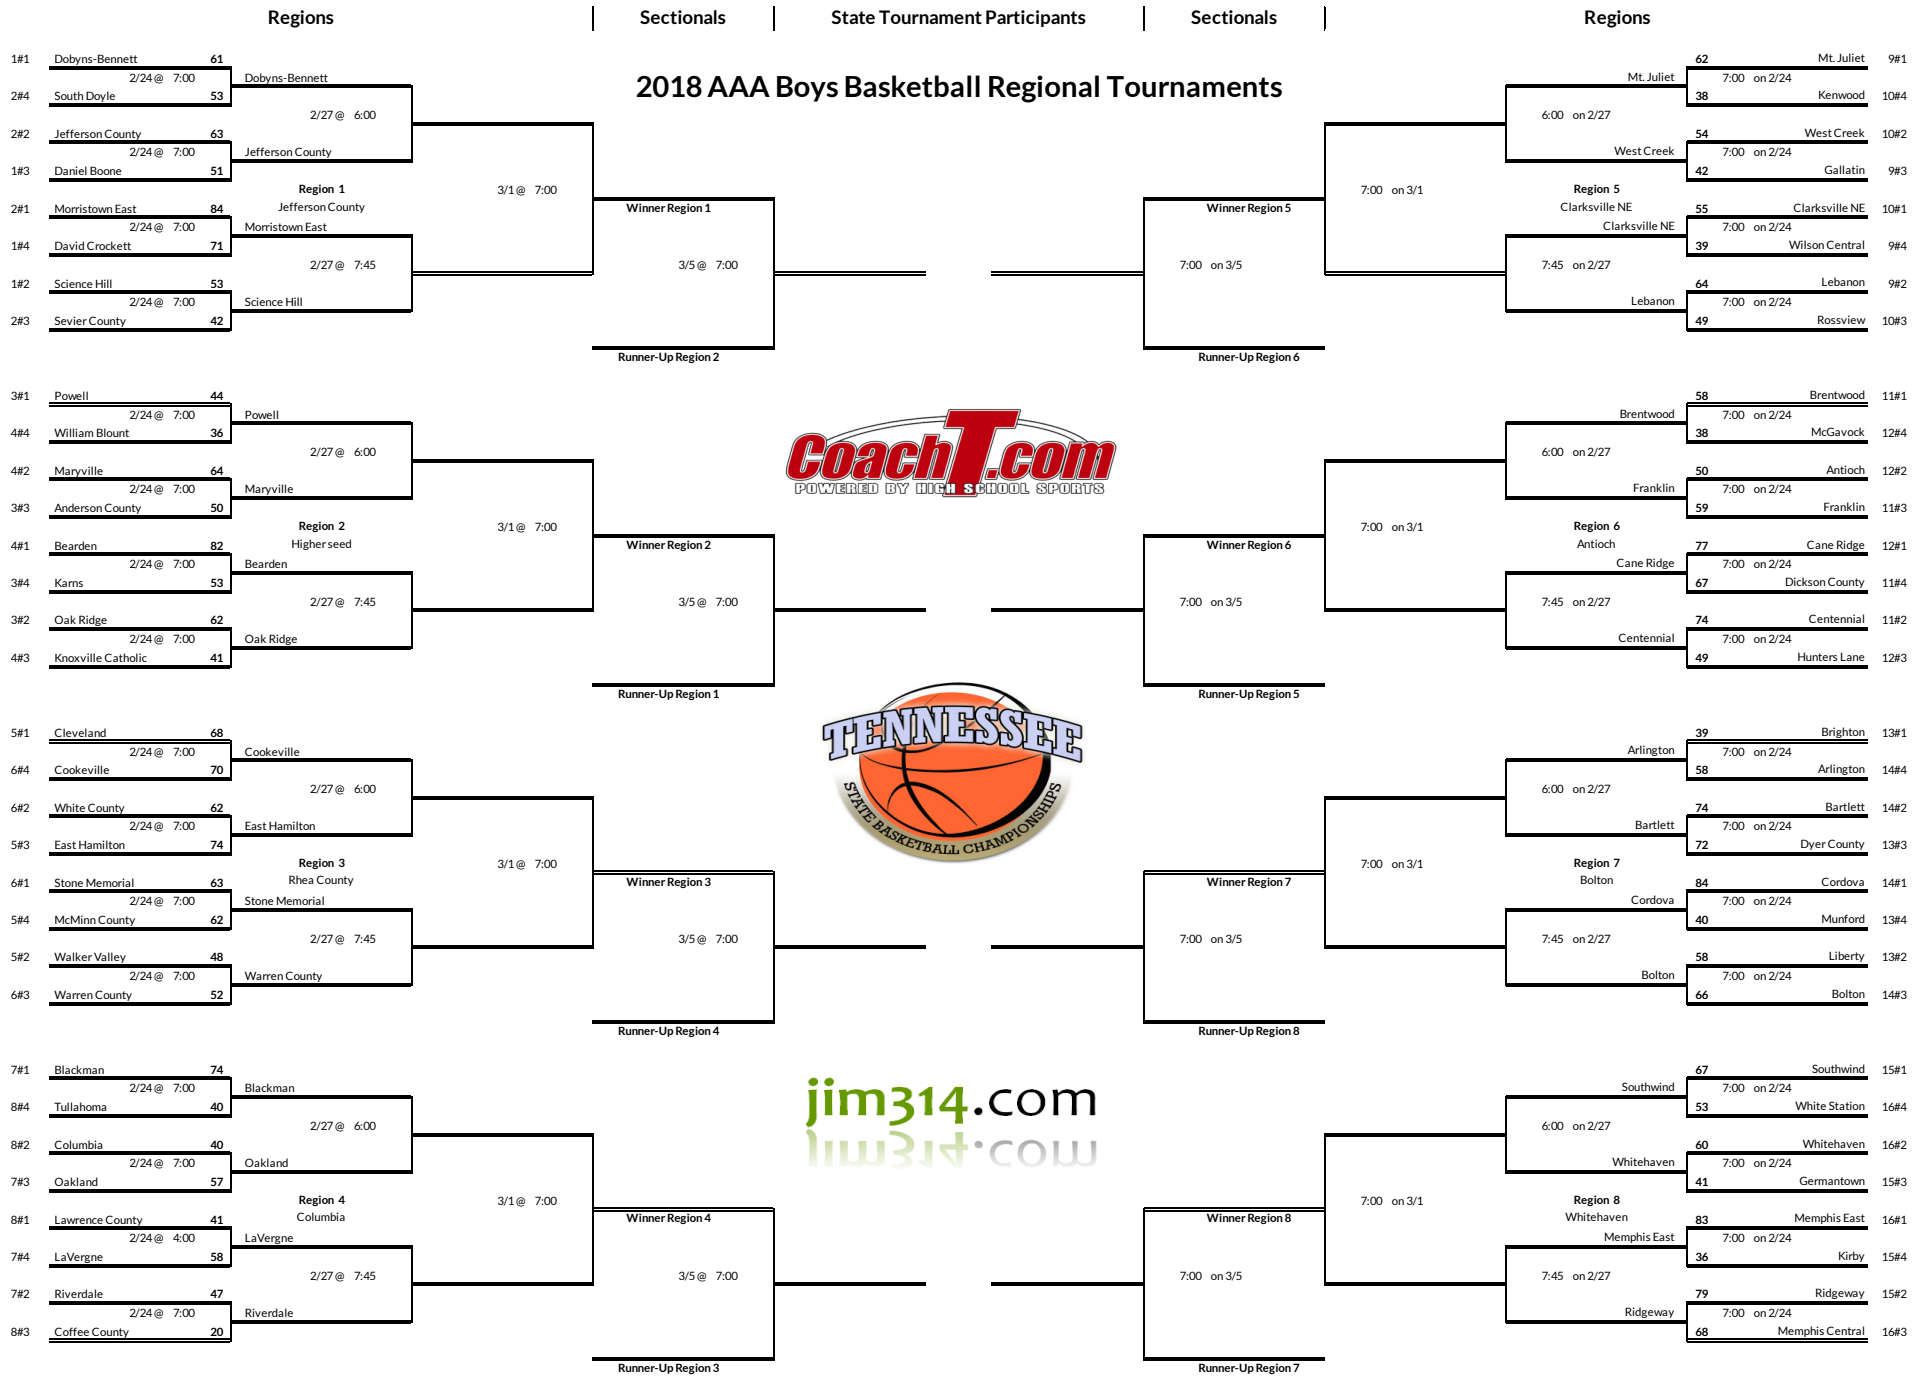 Regions Sectionals State Tournament Participants Sectionals Regions
2018 AAA Boys Basketball Regional Tournaments
1#1 Dobyns-Bennett 61
2/24 @ 7:00 Dobyns-Bennett
2#4 South Doyle 53
2/27 @ 6:00
2#2 Jefferson County 63
2/24 @ 7:00 Jefferson County
1#3 Daniel Boone 51
Region 1 3/1 @ 7:00
Jefferson County
2#1 Morristown East 84
2/24 @ 7:00 Morristown East
1#4 David Crockett 71
2/27 @ 7:45
1#2 Science Hill 53
2/24 @ 7:00 Science Hill
2#3 Sevier County 42
Winner Region 1
3/5 @ 7:00
Runner-Up Region 2
3#1 Powell 44
2/24 @ 7:00 Powell
4#4 William Blount 36
2/27 @ 6:00
4#2 Maryville 64
2/24 @ 7:00 Maryville
3#3 Anderson County 50
Region 2 3/1 @ 7:00
Higher seed
4#1 Bearden 82
2/24 @ 7:00 Bearden
3#4 Karns 53
2/27 @ 7:45
3#2 Oak Ridge 62
2/24 @ 7:00 Oak Ridge
4#3 Knoxville Catholic 41
Winner Region 2
3/5 @ 7:00
Runner-Up Region 1
5#1 Cleveland 68
2/24 @ 7:00 Cookeville
6#4 Cookeville 70
2/27 @ 6:00
6#2 White County 62
2/24 @ 7:00 East Hamilton
5#3 East Hamilton 74
Region 3 3/1 @ 7:00
Rhea County
6#1 Stone Memorial 63
2/24 @ 7:00 Stone Memorial
5#4 McMinn County 62
2/27 @ 7:45
5#2 Walker Valley 48
2/24 @ 7:00 Warren County
6#3 Warren County 52
Winner Region 3
3/5 @ 7:00
Runner-Up Region 4
7#1 Blackman 74
2/24 @ 7:00 Blackman
8#4 Tullahoma 40
2/27 @ 6:00
8#2 Columbia 40
2/24 @ 7:00 Oakland
7#3 Oakland 57
Region 4 3/1 @ 7:00
Columbia
8#1 Lawrence County 41
2/24 @ 4:00 LaVergne
7#4 LaVergne 58
2/27 @ 7:45
7#2 Riverdale 47
2/24 @ 7:00 Riverdale
8#3 Coffee County 20
Winner Region 4
3/5 @ 7:00
Runner-Up Region 3
CoachT.com
POWERED BY HIGH SCHOOL SPORTS
TENNESSEE
STATE BASKETBALL CHAMPIONSHIPS
jim314.com
62 Mt. Juliet 9#1
Mt. Juliet 7:00 on 2/24
38 Kenwood 10#4
6:00 on 2/27
54 West Creek 10#2
West Creek 7:00 on 2/24
42 Gallatin 9#3
7:00 on 3/1 Region 5
Clarksville NE
55 Clarksville NE 10#1
Clarksville NE 7:00 on 2/24
39 Wilson Central 9#4
7:45 on 2/27
64 Lebanon 9#2
Lebanon 7:00 on 2/24
49 Rossview 10#3
Winner Region 5
7:00 on 3/5
Runner-Up Region 6
58 Brentwood 11#1
Brentwood 7:00 on 2/24
38 McGavock 12#4
6:00 on 2/27
50 Antioch 12#2
Franklin 7:00 on 2/24
59 Franklin 11#3
7:00 on 3/1 Region 6
Antioch
77 Cane Ridge 12#1
Cane Ridge 7:00 on 2/24
67 Dickson County 11#4
7:45 on 2/27
74 Centennial 11#2
Centennial 7:00 on 2/24
49 Hunters Lane 12#3
Winner Region 6
7:00 on 3/5
Runner-Up Region 5
39 Brighton 13#1
Arlington 7:00 on 2/24
58 Arlington 14#4
6:00 on 2/27
74 Bartlett 14#2
Bartlett 7:00 on 2/24
72 Dyer County 13#3
7:00 on 3/1 Region 7
Bolton
84 Cordova 14#1
Cordova 7:00 on 2/24
40 Munford 13#4
7:45 on 2/27
58 Liberty 13#2
Bolton 7:00 on 2/24
66 Bolton 14#3
Winner Region 7
7:00 on 3/5
Runner-Up Region 8
67 Southwind 15#1
Southwind 7:00 on 2/24
53 White Station 16#4
6:00 on 2/27
60 Whitehaven 16#2
Whitehaven 7:00 on 2/24
41 Germantown 15#3
7:00 on 3/1 Region 8
Whitehaven
83 Memphis East 16#1
Memphis East 7:00 on 2/24
36 Kirby 15#4
7:45 on 2/27
79 Ridgeway 15#2
Ridgeway 7:00 on 2/24
68 Memphis Central 16#3
Winner Region 8
7:00 on 3/5
Runner-Up Region 7